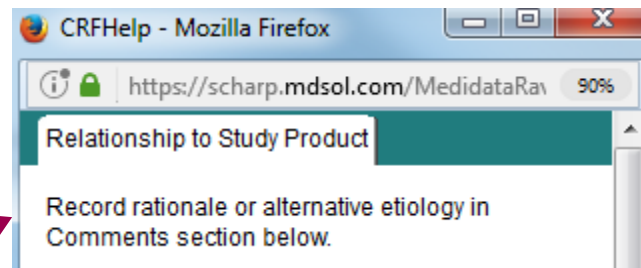 CRFHelp - Mozilla Firefox
https://scharp.mdsol.com/MedidataRav 90%
Relationship to Study Product
Record rationale or alternative etiology in
Comments section below.